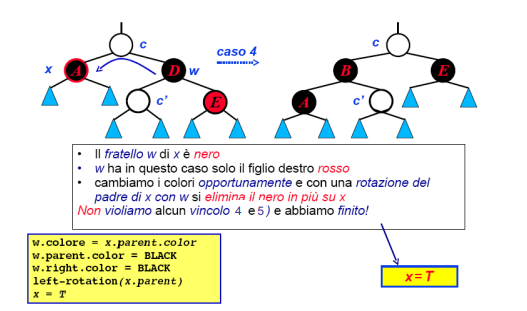 c
x
A
D
w
c'
E
caso 4
c
B
E
A
c'
• Il fratello w di x è nero
• w ha in questo caso solo il figlio destro rosso
• cambiamo i colori opportunamente e con una rotazione del
padre di x con w si elimina il nero in più su x
Non violiamo alcun vincolo 4 e 5) e abbiamo finito!
w.colore = x.parent.color
w.parent.color = BLACK
w.right.color = BLACK
left-rotation(x.parent)
x = T
x = T